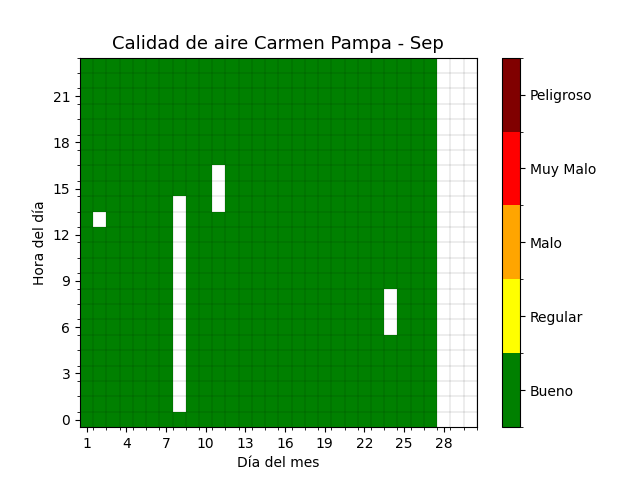 Calidad de aire Carmen Pampa - Sep
21
18
15
12
9
6
3
0
Hora del día
1 4 7 10 13 16 19 22 25 28
Día del mes
Peligroso
Muy Malo
Malo
Regular
Bueno